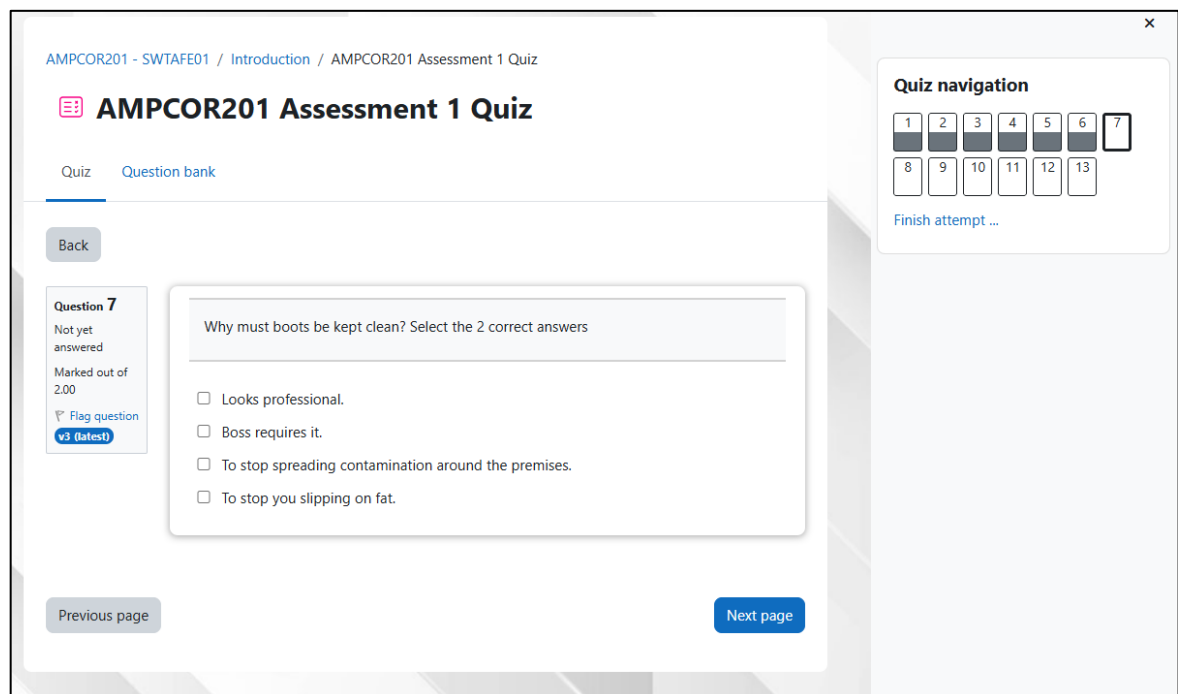 AMPCOR201 - SWTAFE01 / Introduction / AMPCOR201 Assessment 1 Quiz
AMPCOR201 Assessment 1 Quiz
Quiz Question bank
Back
Question 7
Not yet
answered
Marked out of
2.00
Flag question
v3 (latest)
Why must boots be kept clean? Select the 2 correct answers
Looks professional.
Boss requires it.
To stop spreading contamination around the premises.
To stop you slipping on fat.
Previous page
Next page
×
Quiz navigation
1 2 3 4 5 6 7
8 9 10 11 12 13
Finish attempt ...